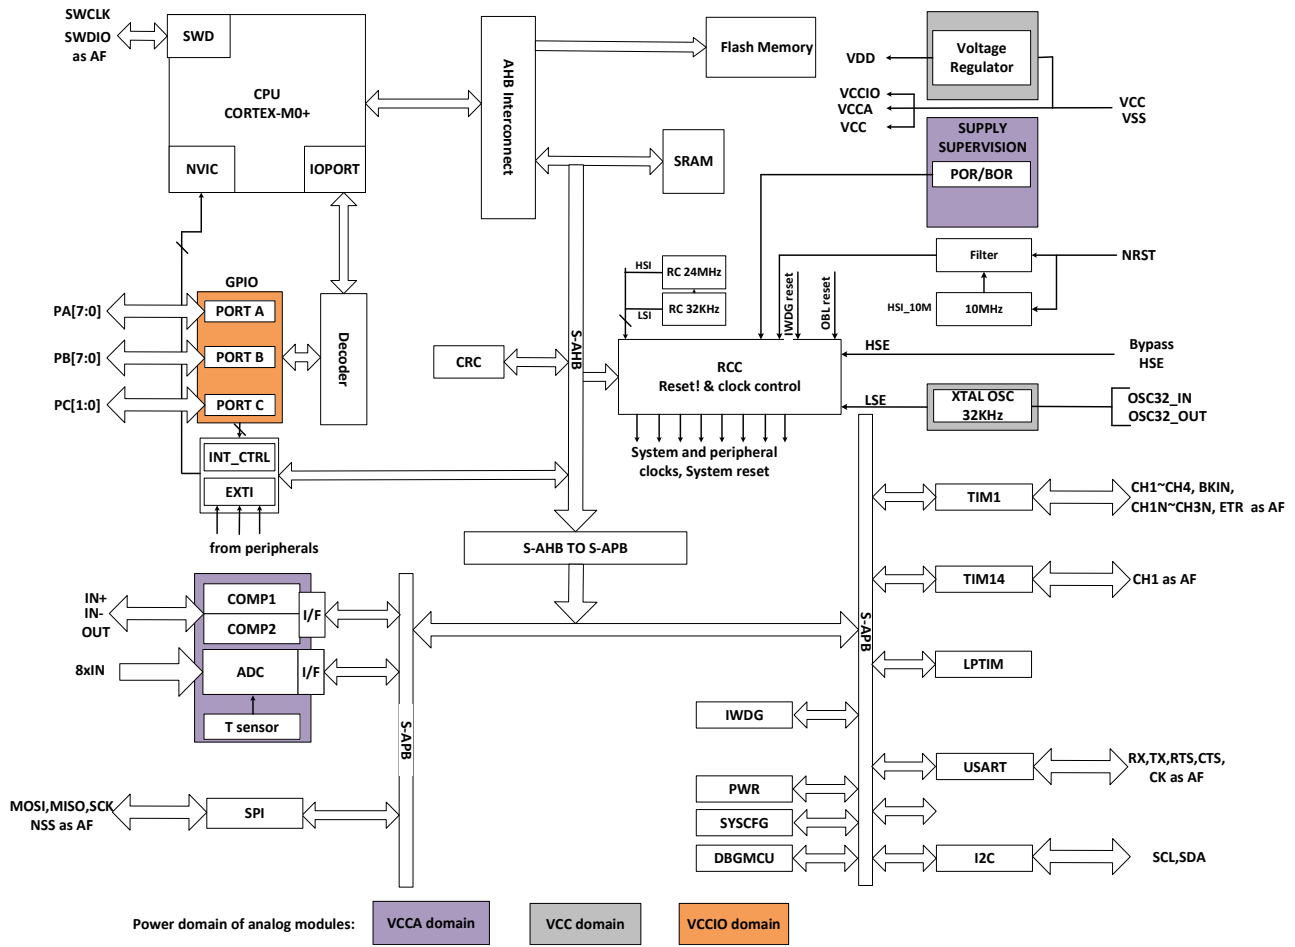 SWCLK
SWDIO
as AF
SWD
CPU
CORTEX-M0+
NVIC
IOPORT
AHB Interconnect
Flash Memory
SRAM
Voltage
Regulator
VDD
VCCIO
VCCA
VCC
VCC
VSS
SUPPLY
SUPERVISION
POR/BOR
Filter
NRST
HSI_10M
10MHz
HSI
RC 24MHz
LSI
RC 32KHz
IWDG reset
OBL reset
GPIO
PA[7:0]
PORT A
PB[7:0]
PORT B
PC[1:0]
PORT C
Decoder
S-AHB
CRC
RCC
Reset! & clock control
HSE
Bypass
HSE
LSE
XTAL OSC
32KHz
OSC32_IN
OSC32_OUT
System and peripheral
clocks, System reset
INT_CTRL
EXTI
from peripherals
S-AHB TO S-APB
TIM1
CH1~CH4, BKIN,
CH1N~CH3N, ETR  as AF
TIM14
CH1 as AF
IN+
IN-
OUT
COMP1
COMP2
I/F
8xIN
ADC
I/F
T sensor
S-APB
S-APB
LPTIM
IWDG
USART
RX,TX,RTS,CTS,
CK as AF
MOSI,MISO,SCK
NSS as AF
SPI
PWR
SYSCFG
DBGMCU
I2C
SCL,SDA
Power domain of analog modules:
VCCA domain
VCC domain
VCCIO domain